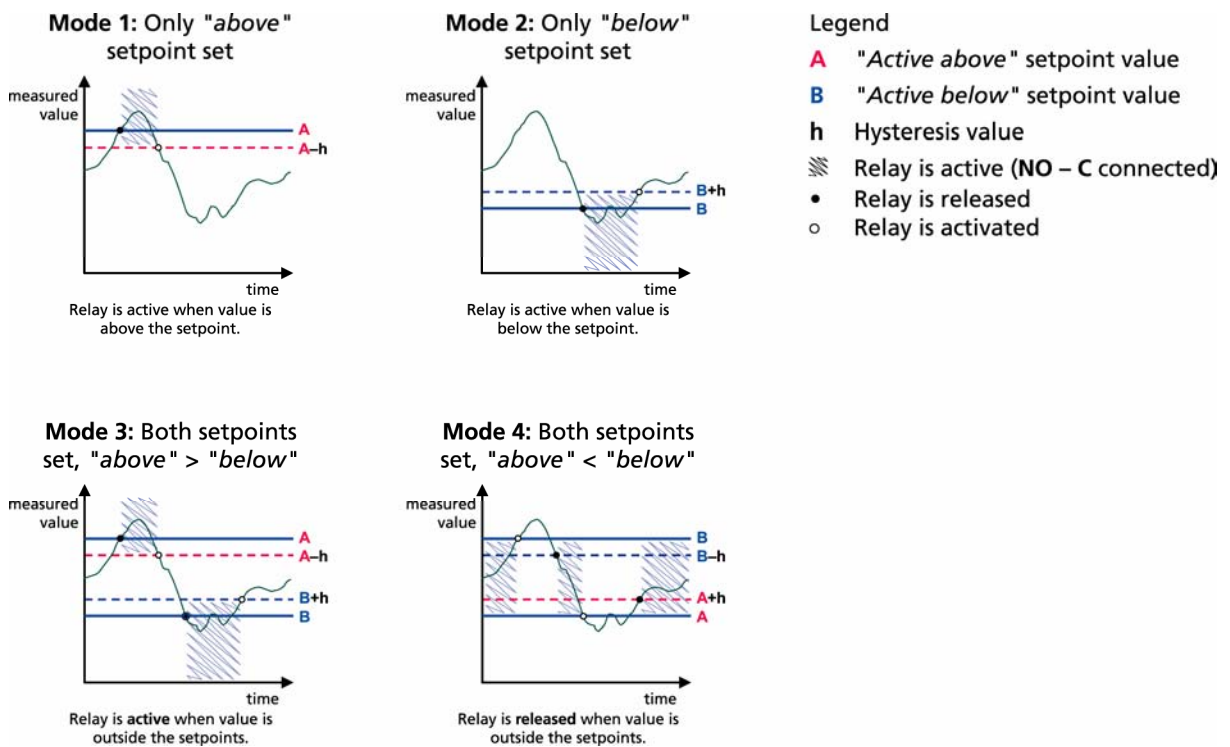 Mode 1: Only "above"
setpoint set
measured
value
A
A–h
time
Relay is active when value is
above the setpoint.
Mode 2: Only "below"
setpoint set
measured
value
B+h
B
time
Relay is active when value is
below the setpoint.
Legend
A "Active above" setpoint value
B "Active below" setpoint value
h Hysteresis value
Relay is active (NO – C connected)
Relay is released
Relay is activated
Mode 3: Both setpoints
set, "above" > "below"
measured
value
A
A–h
B+h
B
time
Relay is active when value is
outside the setpoints.
Mode 4: Both setpoints
set, "above" < "below"
measured
value
B
B–h
A+h
A
time
Relay is released when value is
outside the setpoints.